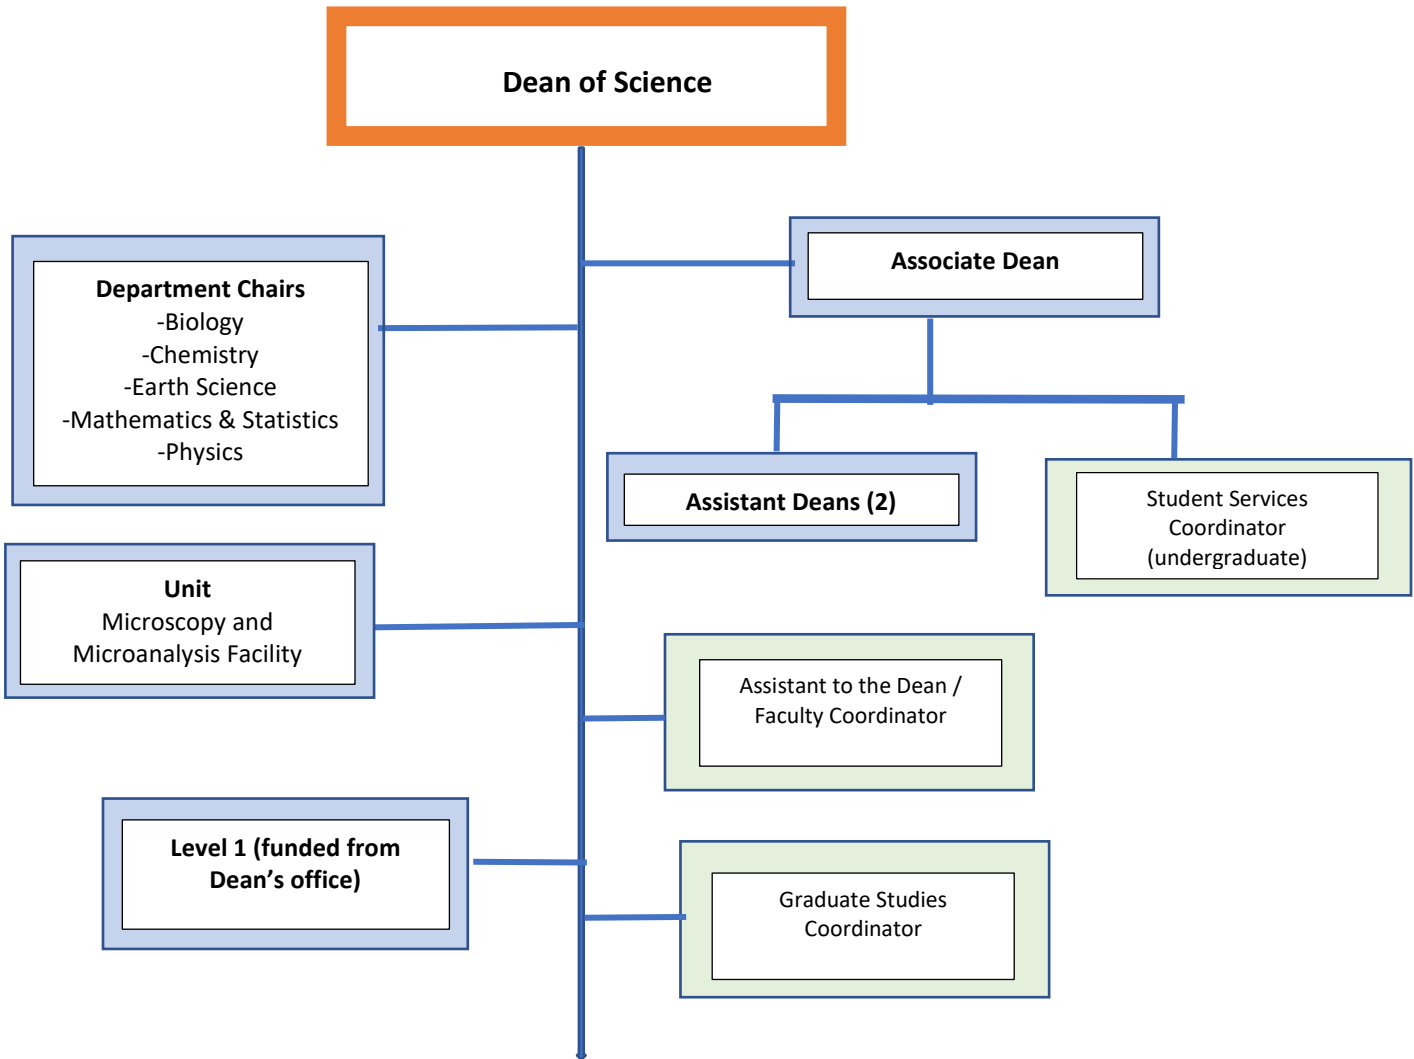 Dean of Science
Associate Dean
Department Chairs
-Biology
-Chemistry
-Earth Science
-Mathematics & Statistics
-Physics
Assistant Deans (2)
Student Services
Coordinator
(undergraduate)
Unit
Microscopy and
Microanalysis Facility
Assistant to the Dean /
Faculty Coordinator
Level 1 (funded from
Dean’s office)
Graduate Studies
Coordinator